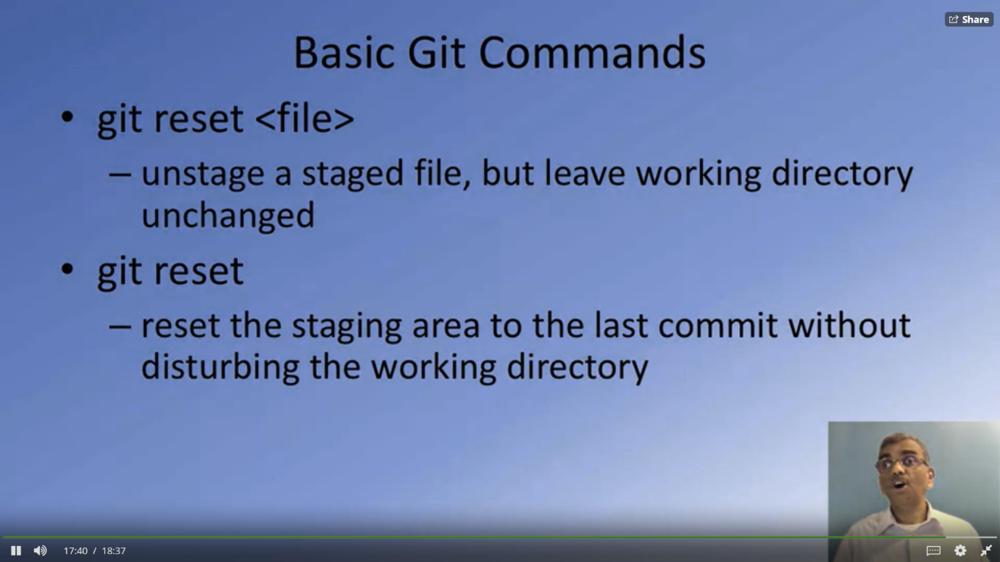 Share
Basic Git Commands
• git reset <file>
– unstage a staged file, but leave working directory
unchanged
• git reset
– reset the staging area to the last commit without
disturbing the working directory
17:40 / 18:37